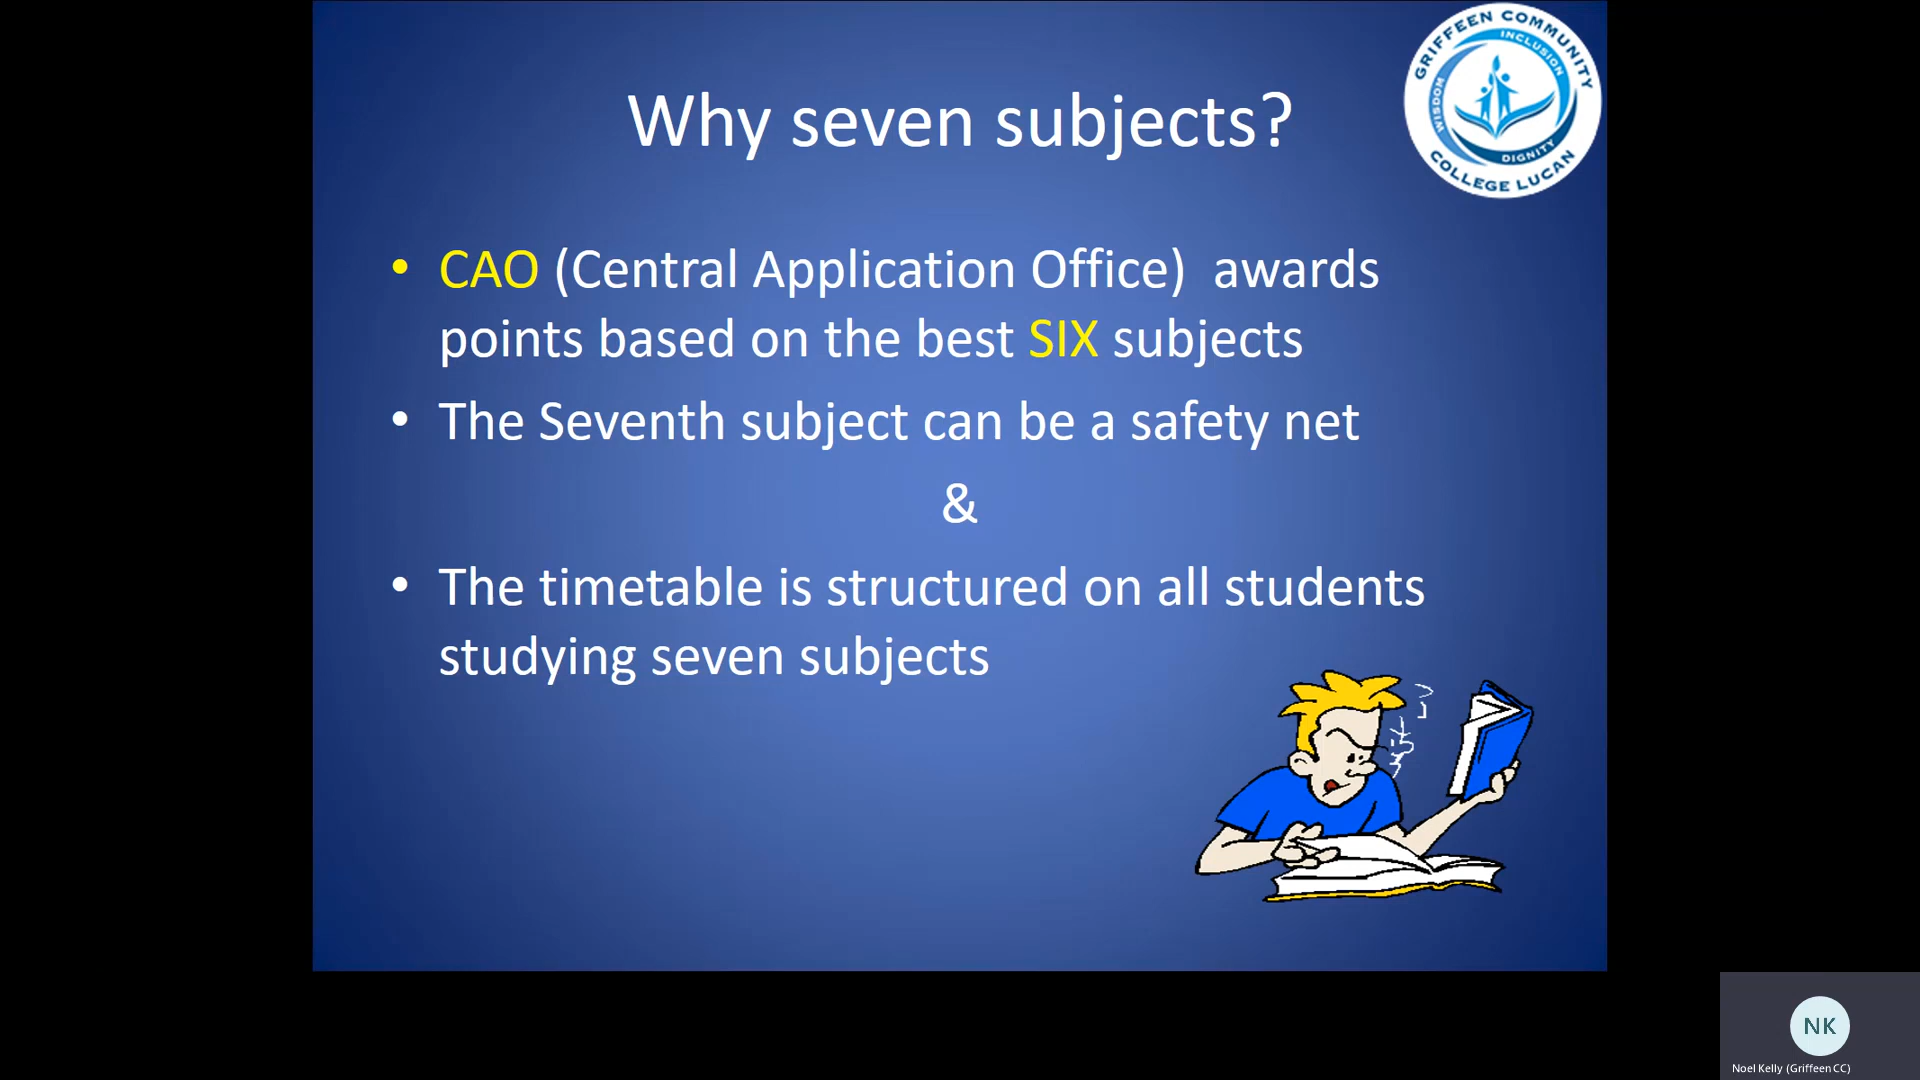 GRIFFEEN COMMUNITY
INCLUSION
WISDOM
DIGNITY
COLLEGE LUCAN
Why seven subjects?
• CAO (Central Application Office) awards
points based on the best SIX subjects
• The Seventh subject can be a safety net
&
• The timetable is structured on all students
studying seven subjects
NK
Noel Kelly (Griffeen CC)